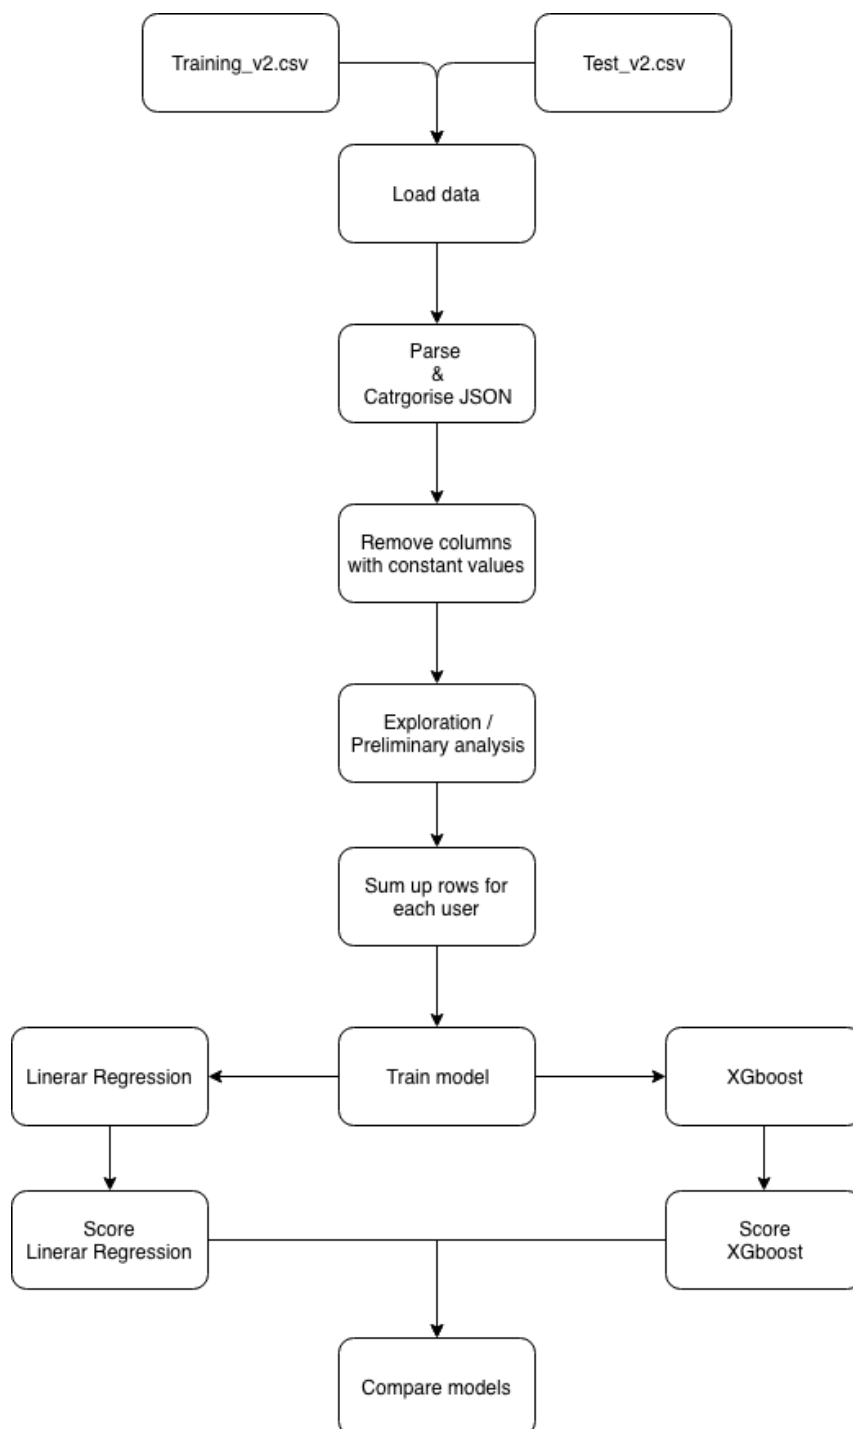 Training_v2.csv
Test_v2.csv
Load data
Parse
&
Catrgorise JSON
Remove columns
with constant values
Exploration /
Preliminary analysis
Sum up rows for
each user
Linerar Regression
Train model
XGboost
Score
Linerar Regression
Score
XGboost
Compare models